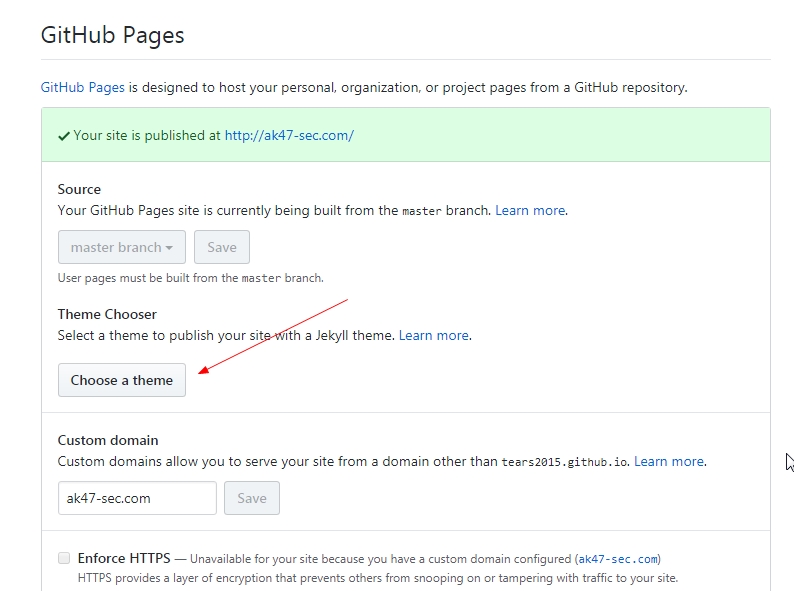 GitHub Pages
GitHub Pages is designed to host your personal, organization, or project pages from a GitHub repository.
✔ Your site is published at http://ak47-sec.com/
Source
Your GitHub Pages site is currently being built from the master branch. Learn more.
master branch Save
User pages must be built from the master branch.
Theme Chooser
Select a theme to publish your site with a Jekyll theme. Learn more.
Choose a theme
Custom domain
Custom domains allow you to serve your site from a domain other than tears2015.github.io. Learn more.
ak47-sec.com Save
Enforce HTTPS — Unavailable for your site because you have a custom domain configured (ak47-sec.com)
HTTPS provides a layer of encryption that prevents others from snooping on or tampering with traffic to your site.